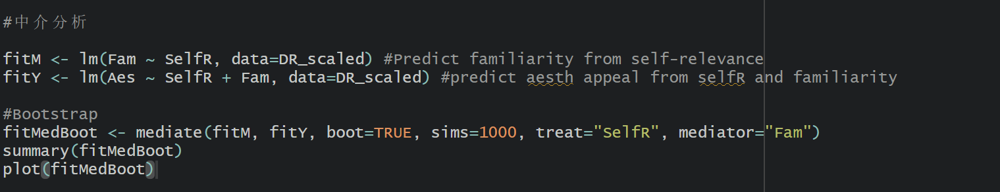 #中介分析
fitM <- lm(Fam ~ SelfR, data=DR_scaled) #Predict familiarity from self-relevance
fitY <- lm(Aes ~ SelfR + Fam, data=DR_scaled) #predict aesth appeal from selfR and familiarity
#Bootstrap
fitMedBoot <- mediate(fitM, fitY, boot=TRUE, sims=1000, treat="SelfR", mediator="Fam")
summary(fitMedBoot)
plot(fitMedBoot)